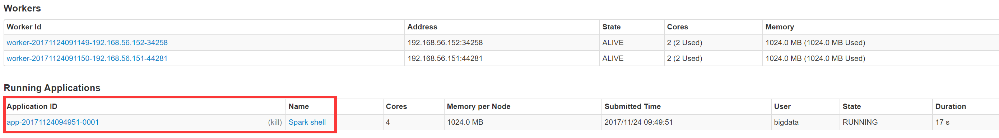 Workers
Worker Id Address State Cores Memory
worker-20171124091149-192.168.56.152-34258 192.168.56.152:34258 ALIVE 2 (2 Used) 1024.0 MB (1024.0 MB Used)
worker-20171124091150-192.168.56.151-44281 192.168.56.151:44281 ALIVE 2 (2 Used) 1024.0 MB (1024.0 MB Used)
Running Applications
Application ID Name Cores Memory per Node Submitted Time User State Duration
app-20171124094951-0001 (kill) Spark shell 4 1024.0 MB 2017/11/24 09:49:51 bigdata RUNNING 17 s